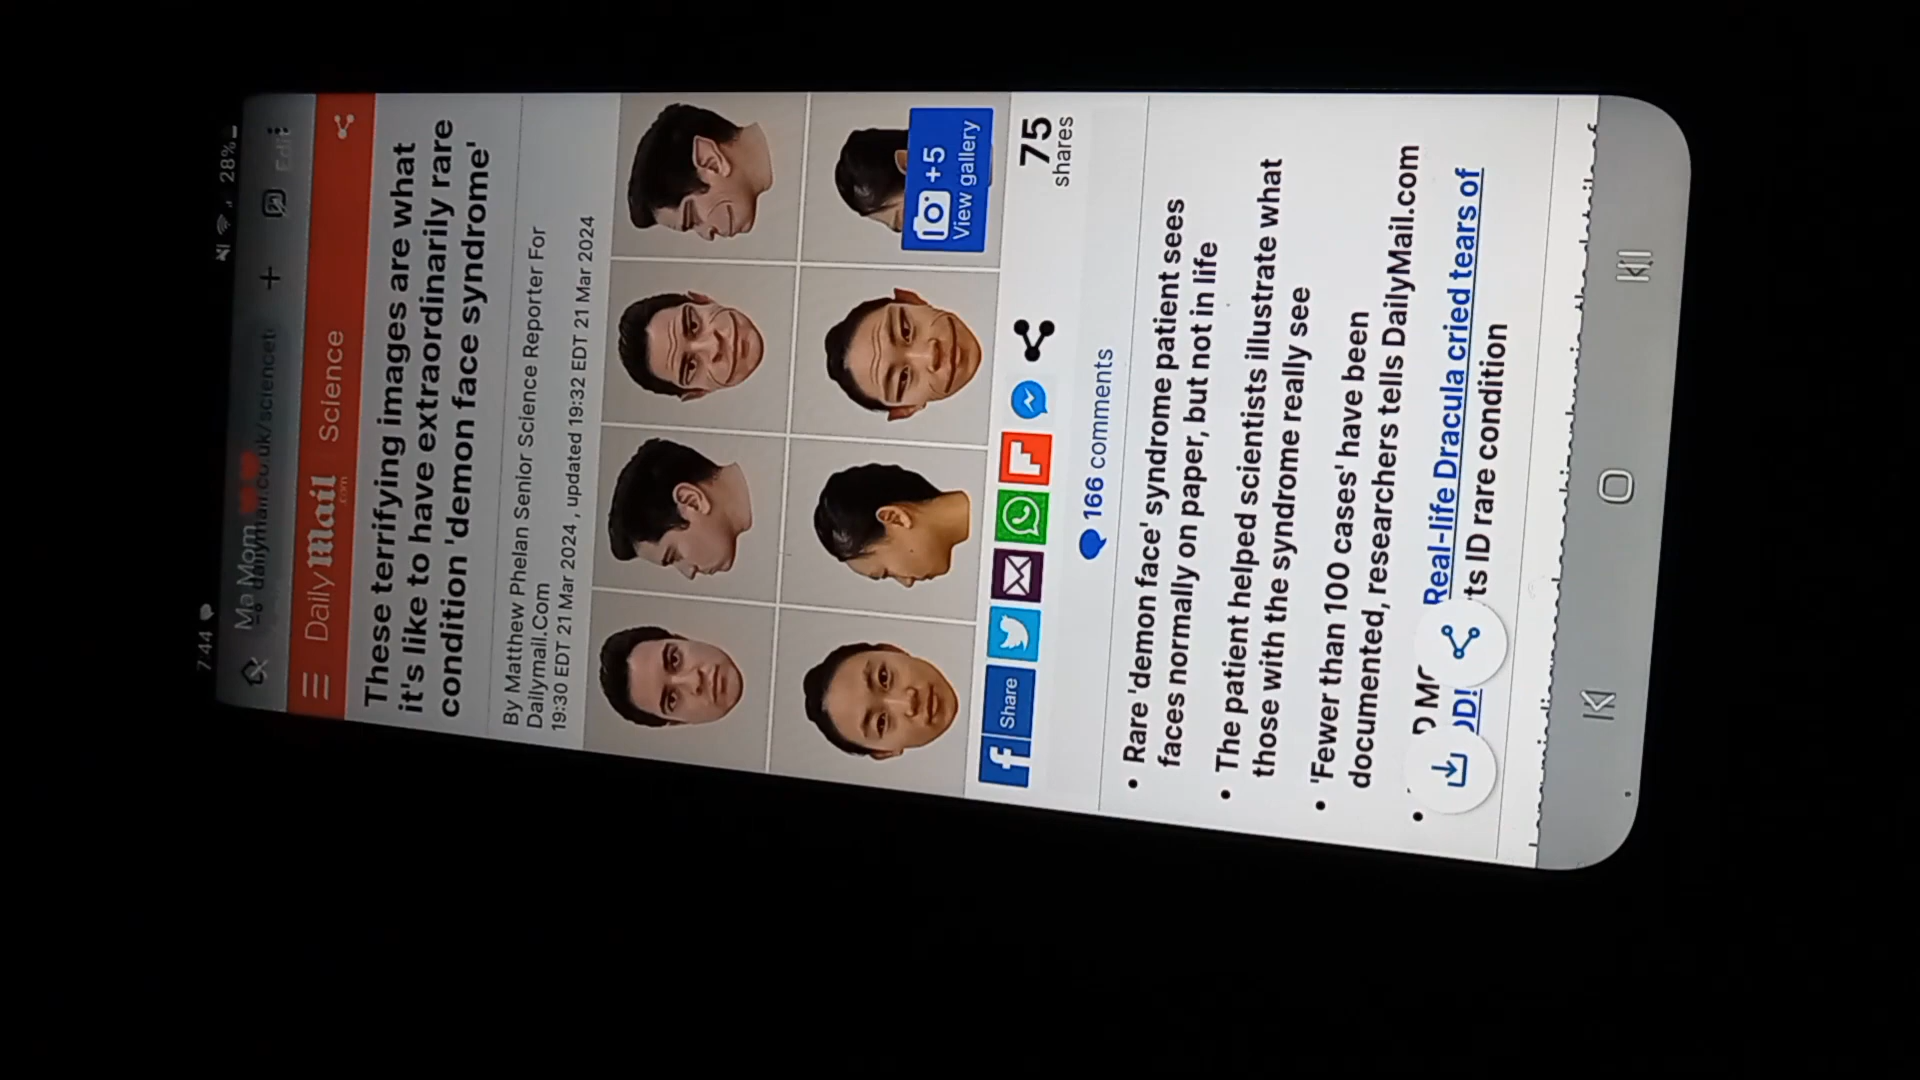 7:44
28%
Ma Mom
dailymail.co.uk/sciencet
Edit
Daily Mail
.com
Science
These terrifying images are what
it's like to have extraordinarily rare
condition 'demon face syndrome'
By Matthew Phelan Senior Science Reporter For
Dailymail.Com
19:30 EDT 21 Mar 2024 , updated 19:32 EDT 21 Mar 2024
+5
View gallery
Share
75
shares
166 comments
• Rare 'demon face' syndrome patient sees
faces normally on paper, but not in life
• The patient helped scientists illustrate what
those with the syndrome really see
• 'Fewer than 100 cases' have been
documented, researchers tells DailyMail.com
• Real-life Dracula cried tears of
ts ID rare condition